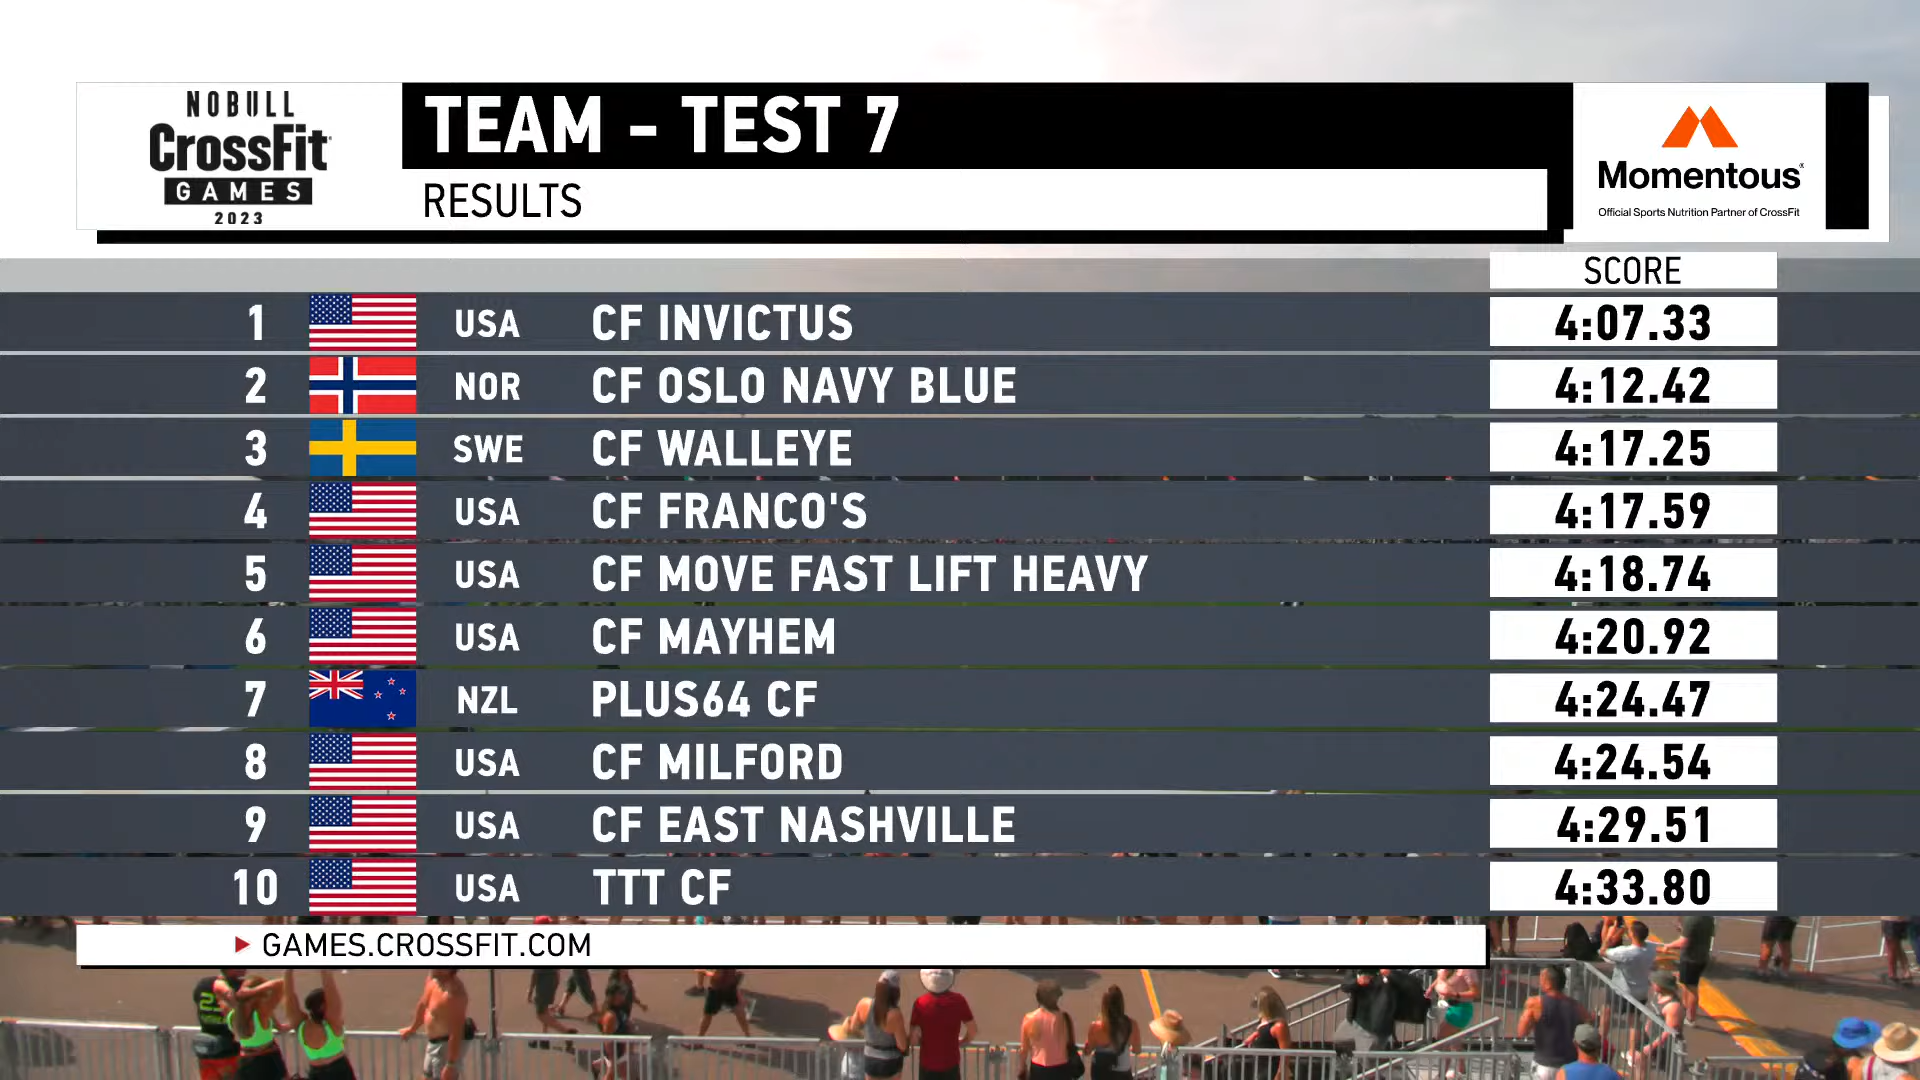 NOBULL
CrossFit
GAMES
2023
TEAM - TEST 7
RESULTS
Momentous®
Official Sports Nutrition Partner of CrossFit
SCORE
1 USA CF INVICTUS 4:07.33
2 NOR CF OSLO NAVY BLUE 4:12.42
3 SWE CF WALLEYE 4:17.25
4 USA CF FRANCO'S 4:17.59
5 USA CF MOVE FAST LIFT HEAVY 4:18.74
6 USA CF MAYHEM 4:20.92
7 NZL PLUS64 CF 4:24.47
8 USA CF MILFORD 4:24.54
9 USA CF EAST NASHVILLE 4:29.51
10 USA TTT CF 4:33.80
GAMES.CROSSFIT.COM